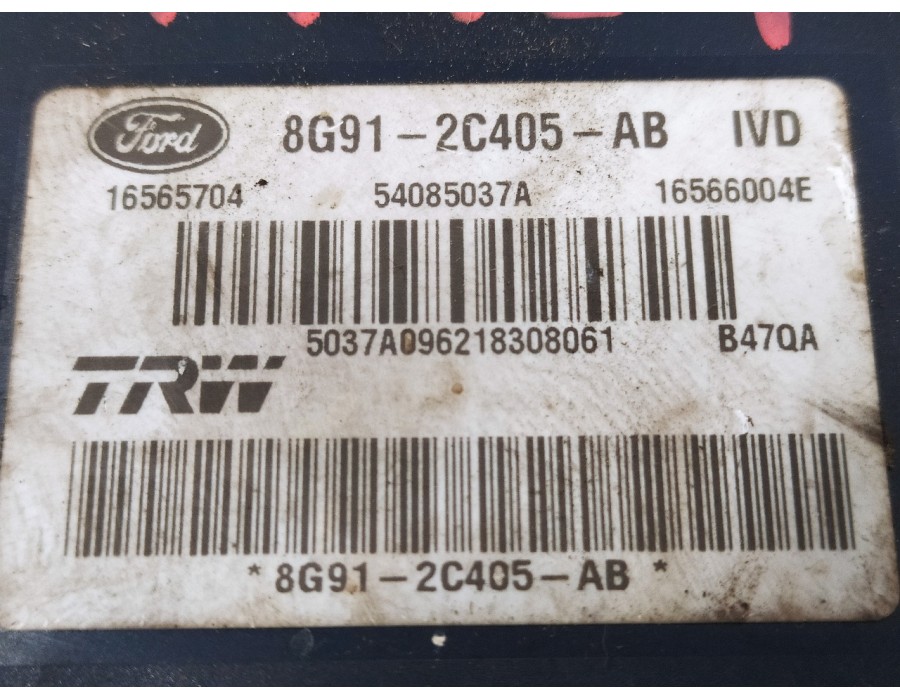 Ford 8G91-2C405-AB IVD
16565704 54085037A 16566004E
5037A096218308061 B47QA
TRW
*8G91-2C405-AB*